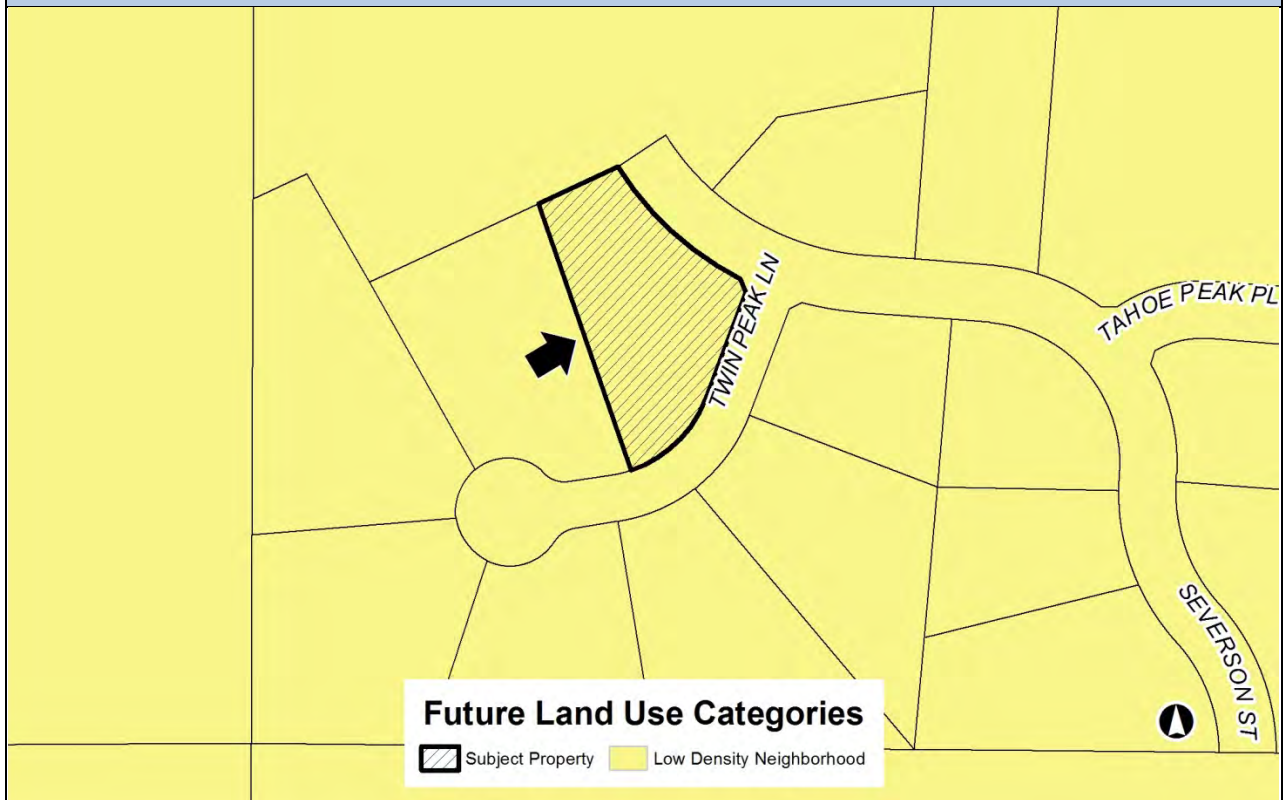 TWIN PEAK LN
TAHOE PEAK PL
SEVERSON ST
Future Land Use Categories
Subject Property
Low Density Neighborhood